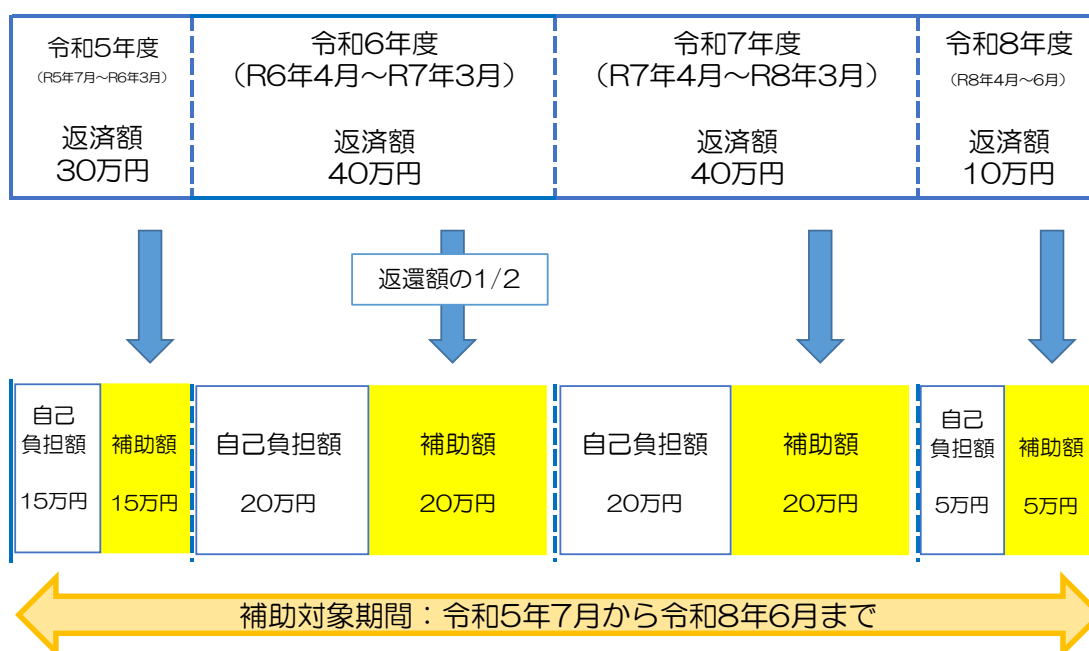 令和5年度
（R5年7月～R6年3月）
返済額
30万円
令和6年度
（R6年4月～R7年3月）
返済額
40万円
令和7年度
（R7年4月～R8年3月）
返済額
40万円
令和8年度
（R8年4月～6月）
返済額
10万円
返還額の1/2
自己
負担額
15万円
補助額
15万円
自己負担額
20万円
補助額
20万円
自己負担額
20万円
補助額
20万円
自己
負担額
5万円
補助額
5万円
補助対象期間：令和5年7月から令和8年6月まで